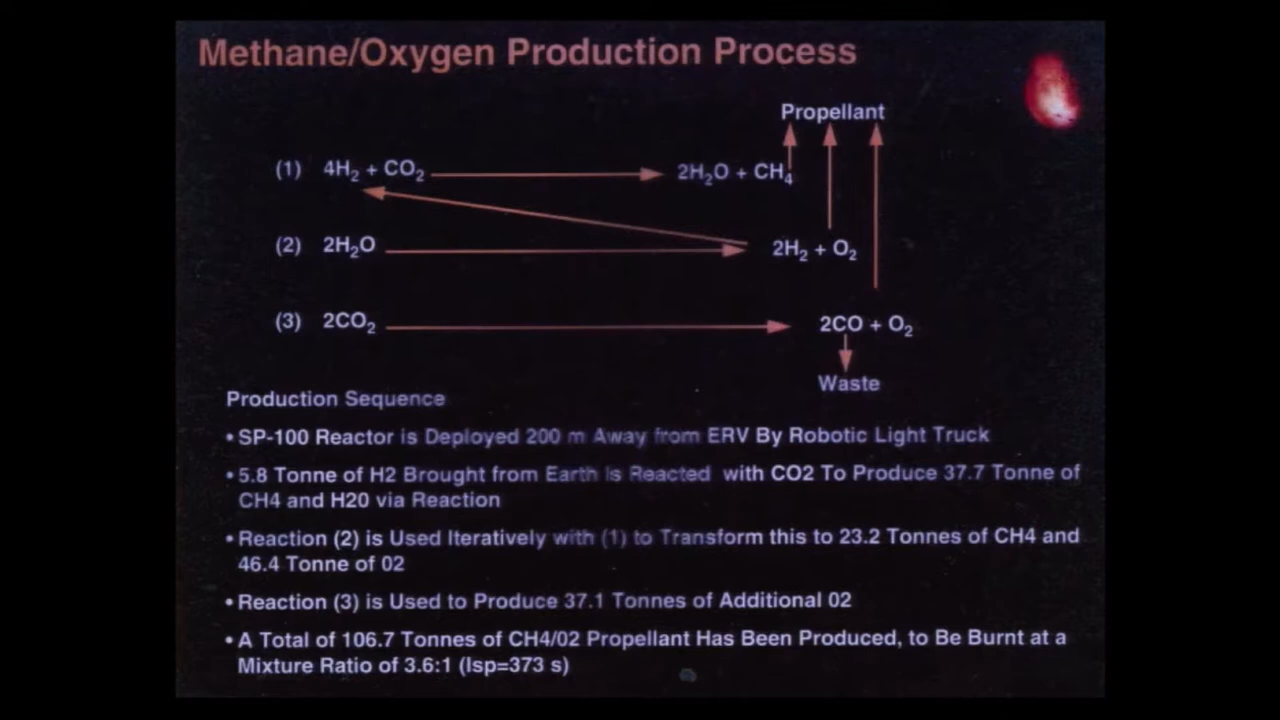 Methane/Oxygen Production Process
Propellant
(1) 4H₂ + CO₂ 2H₂O + CH₄
(2) 2H₂O 2H₂ + O₂
(3) 2CO₂ 2CO + O₂
Waste
Production Sequence
• SP-100 Reactor is Deployed 200 m Away from ERV By Robotic Light Truck
• 5.8 Tonne of H2 Brought from Earth is Reacted with CO2 To Produce 37.7 Tonne of
CH4 and H20 via Reaction
• Reaction (2) is Used Iteratively with (1) to Transform this to 23.2 Tonnes of CH4 and
46.4 Tonne of 02
• Reaction (3) is Used to Produce 37.1 Tonnes of Additional 02
• A Total of 106.7 Tonnes of CH4/02 Propellant Has Been Produced, to Be Burnt at a
Mixture Ratio of 3.6:1 (Isp=373 s)